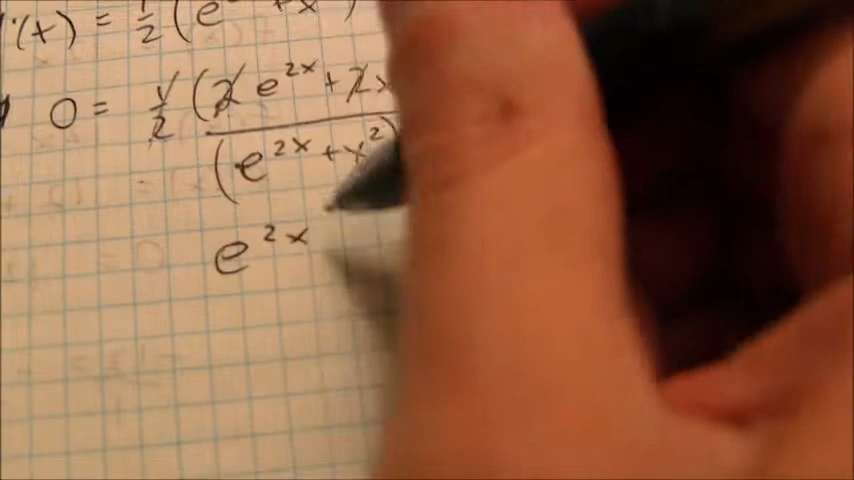 '(x) = 1/2 (e + x )
0 = 1/2 (2 e^{2x} + 2x
(e^{2x} + x^2)
e^{2x}